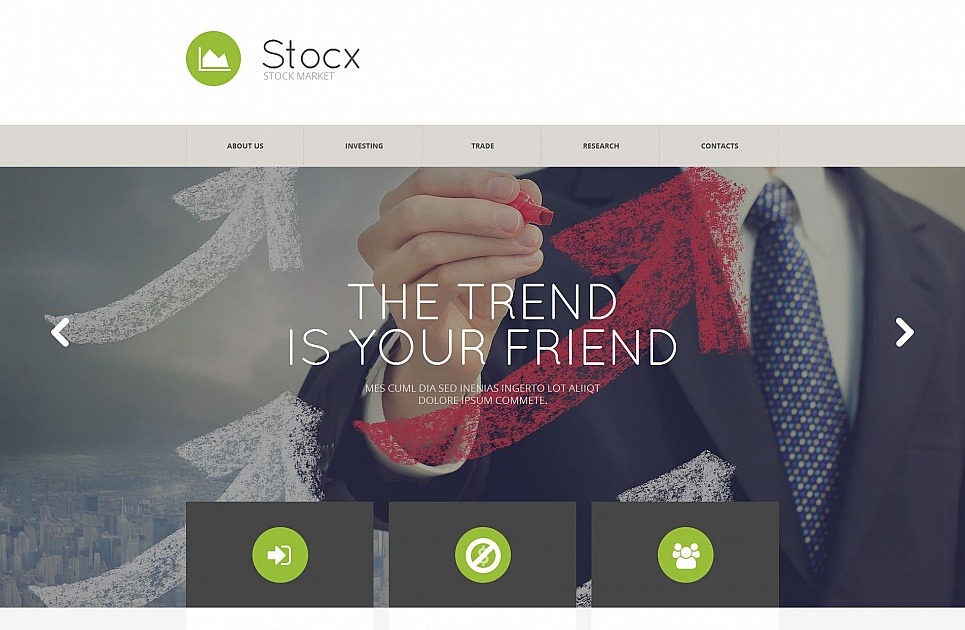 Stocx
STOCK MARKET
ABOUT US
INVESTING
TRADE
RESEARCH
CONTACTS
THE TREND
IS YOUR FRIEND
MES CUML DIA SED INENIAS INGERTO LOT ALIIQT
DOLORE IPSUM COMMETE.